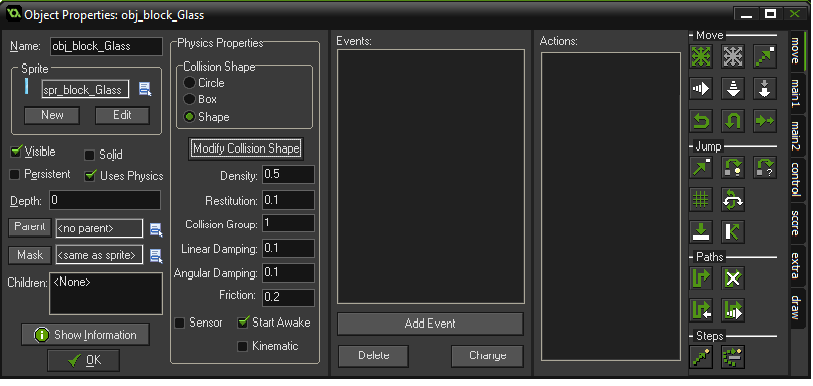 Object Properties: obj_block_Glass
Name: obj_block_Glass
Sprite
spr_block_Glass
New Edit
Visible Solid
Persistent Uses Physics
Depth: 0
Parent <no parent>
Mask <same as sprite>
Children: <None>
Show Information
OK
Physics Properties
Collision Shape
Circle
Box
Shape
Modify Collision Shape
Density: 0.5
Restitution: 0.1
Collision Group: 1
Linear Damping: 0.1
Angular Damping: 0.1
Friction: 0.2
Sensor Start Awake
Kinematic
Events:
Add Event
Delete Change
Actions:
Move
Jump
Paths
Steps
move
main1
main2
control
score
extra
draw